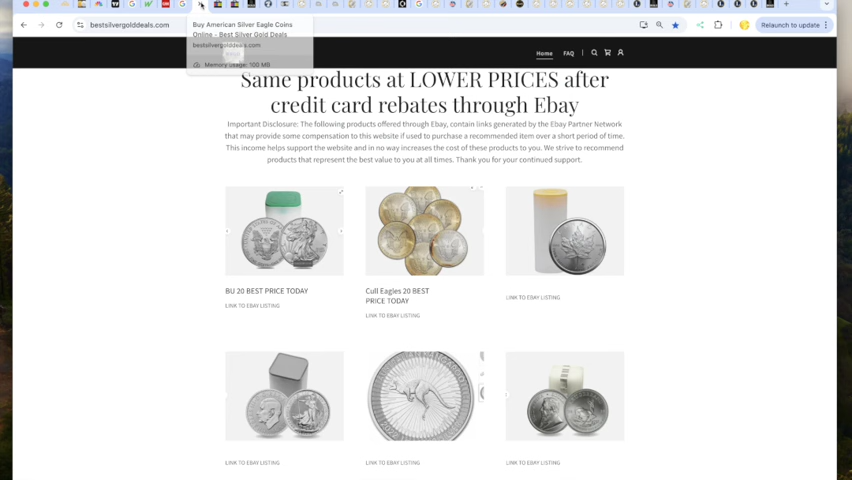 bestsilvergolddeals.com
Relaunch to update
Buy American Silver Eagle Coins
Online - Best Silver Gold Deals
bestsilvergolddeals.com
Memory usage: 100 MB
Home
FAQ
Same products at LOWER PRICES after
credit card rebates through Ebay
Important Disclosure: The following products offered through Ebay, contain links generated by the Ebay Partner Network
that may provide some compensation to this website if used to purchase a recommended item over a short period of time.
This income helps support the website and in no way increases the cost of these products to you. We strive to recommend
products that represent the best value to you at all times. Thank you for your continued support.
BU 20 BEST PRICE TODAY
LINK TO EBAY LISTING
Cull Eagles 20 BEST
PRICE TODAY
LINK TO EBAY LISTING
LINK TO EBAY LISTING
LINK TO EBAY LISTING
LINK TO EBAY LISTING
LINK TO EBAY LISTING